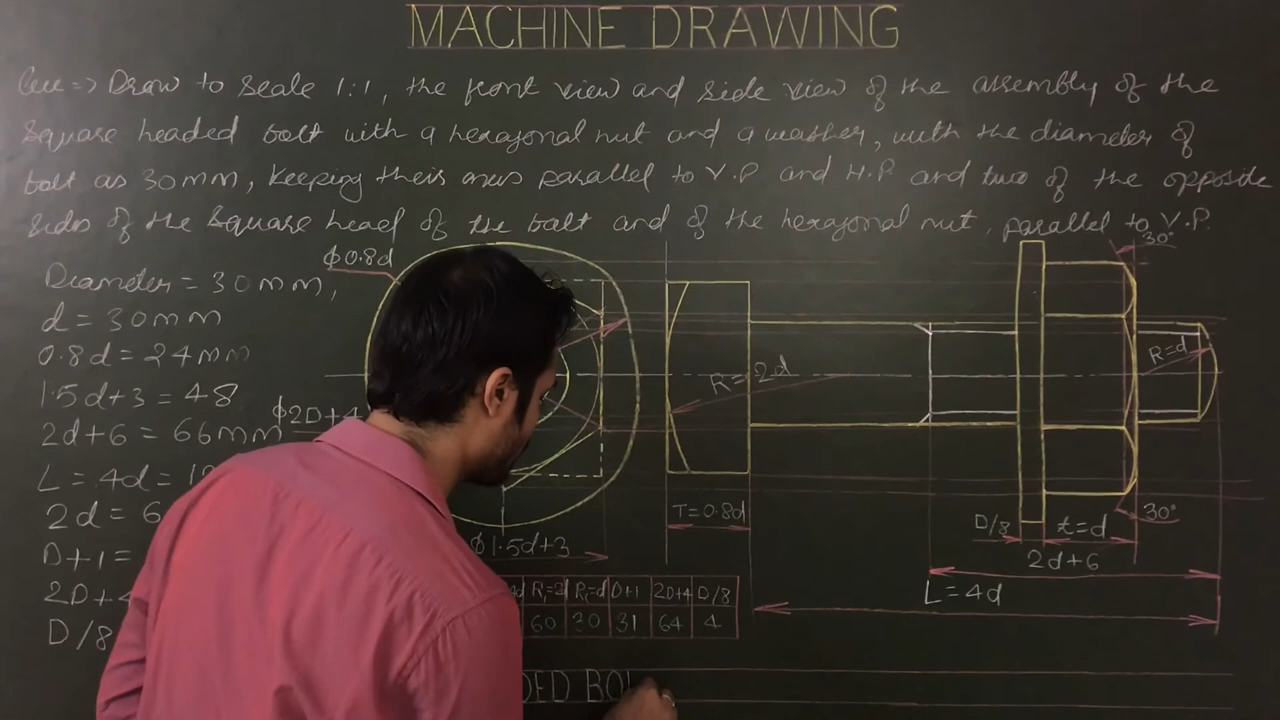 MACHINE DRAWING
Que => Draw to Scale 1:1, the front view and side view of the assembly of the
Square headed bolt with a hexagonal nut and a washer, with the diameter of
bolt as 30MM, keeping their axes parallel to V.P and H.P and two of the opposite
sides of the Square head of the bolt and of the hexagonal nut, parallel to V.P.
Diameter = 30MM,
d = 30MM
0.8d = 24MM
1.5d+3 = 48
2d+6 = 66MM
L = 4d =
2d = 6
D+1 =
2D+4
D/8
ϕ0.8d
ϕ2D+4
ϕ1.5d+3
T=0.8d
R=2d
R=d
30°
30°
D/8
t=d
2d+6
L=4d
R=2d R=d D+1 2D+4 D/8
60 30 31 64 4
DED BOL